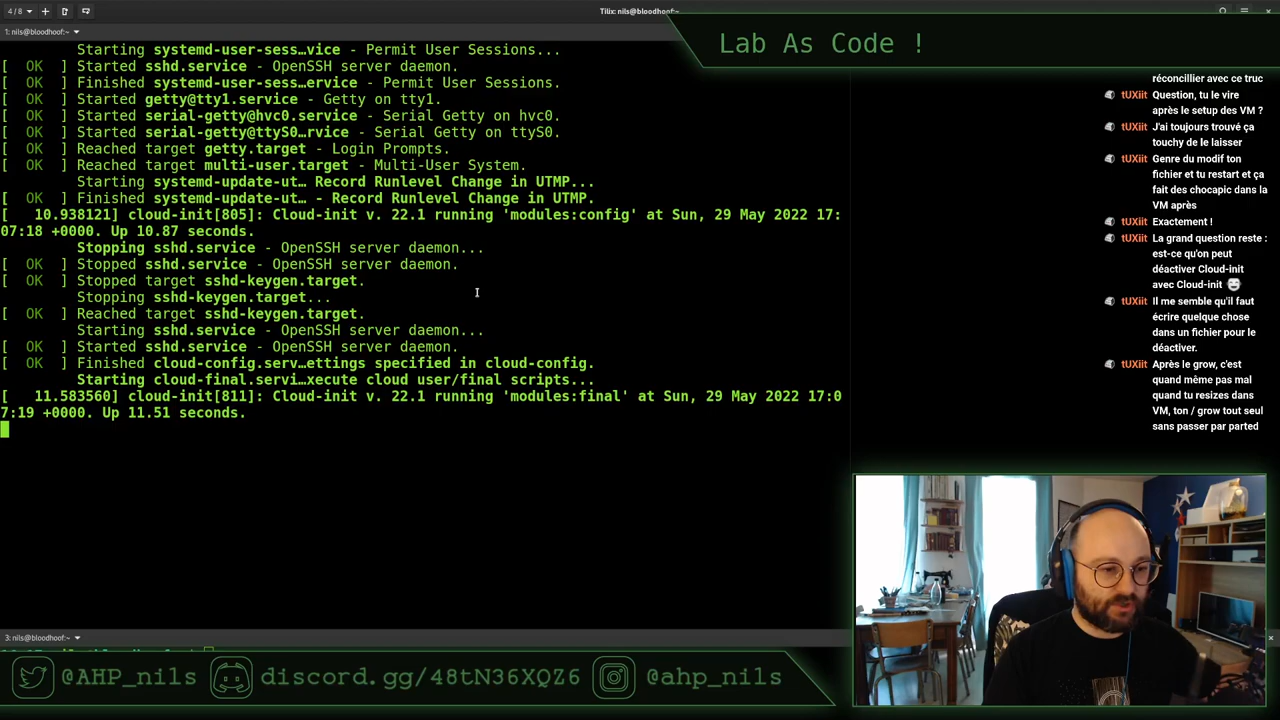 4 / 8
Tilix: nils@bloodhoof:~
1: nils@bloodhoof:~
Lab As Code !
Starting systemd-user-sess…vice - Permit User Sessions...
[  OK  ] Started sshd.service - OpenSSH server daemon.
[  OK  ] Finished systemd-user-sess…ervice - Permit User Sessions.
[  OK  ] Started getty@tty1.service - Getty on tty1.
[  OK  ] Started serial-getty@hvc0.service - Serial Getty on hvc0.
[  OK  ] Started serial-getty@ttyS0…rvice - Serial Getty on ttyS0.
[  OK  ] Reached target getty.target - Login Prompts.
[  OK  ] Reached target multi-user.target - Multi-User System.
Starting systemd-update-ut… Record Runlevel Change in UTMP...
[  OK  ] Finished systemd-update-ut… - Record Runlevel Change in UTMP.
[   10.938121] cloud-init[805]: Cloud-init v. 22.1 running 'modules:config' at Sun, 29 May 2022 17:
07:18 +0000. Up 10.87 seconds.
Stopping sshd.service - OpenSSH server daemon...
[  OK  ] Stopped sshd.service - OpenSSH server daemon.
[  OK  ] Stopped target sshd-keygen.target.
Stopping sshd-keygen.target...
[  OK  ] Reached target sshd-keygen.target.
Starting sshd.service - OpenSSH server daemon...
[  OK  ] Started sshd.service - OpenSSH server daemon.
[  OK  ] Finished cloud-config.serv…ettings specified in cloud-config.
Starting cloud-final.servi…xecute cloud user/final scripts...
[   11.583560] cloud-init[811]: Cloud-init v. 22.1 running 'modules:final' at Sun, 29 May 2022 17:0
7:19 +0000. Up 11.51 seconds.
réconcillier avec ce truc
tUXiit Question, tu le vire
après le setup des VM ?
tUXiit J'ai toujours trouvé ça
touchy de le laisser
tUXiit Genre du modif ton
fichier et tu restart et ça
fait des chocapic dans la
VM après
tUXiit Exactement !
tUXiit La grand question reste :
est-ce qu'on peut
déactiver Cloud-init
avec Cloud-init
tUXiit Il me semble qu'il faut
écrire quelque chose
dans un fichier pour le
déactiver.
tUXiit Après le grow, c'est
quand même pas mal
quand tu resizes dans
VM, ton / grow tout seul
sans passer par parted
3: nils@bloodhoof:~
@AHP_nils
discord.gg/48tN36XQZ6
@ahp_nils